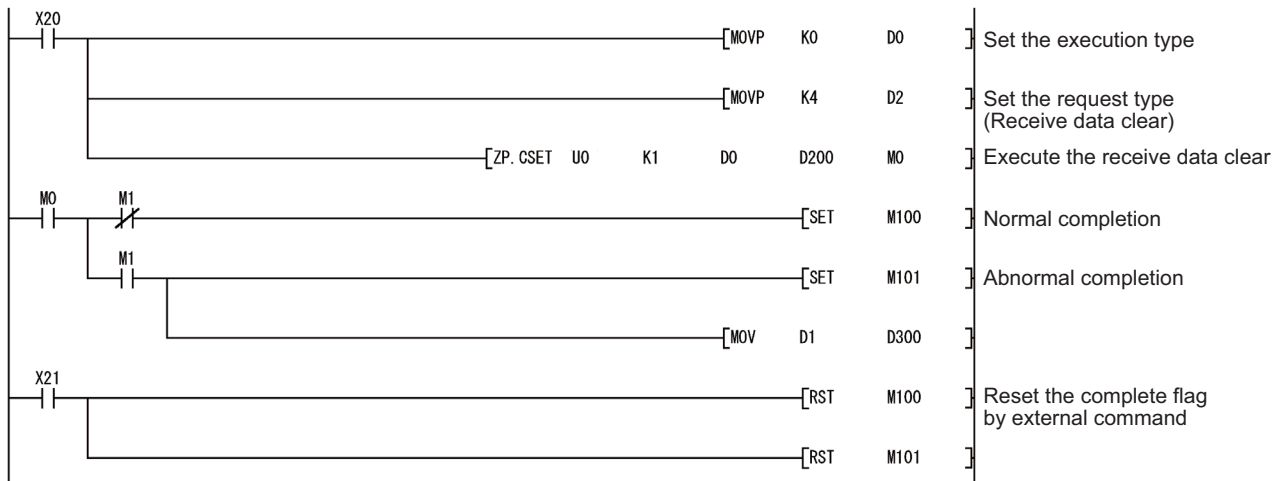 X20
[MOVP K0 D0 ] Set the execution type
[MOVP K4 D2 ] Set the request type
(Receive data clear)
[ZP. CSET U0 K1 D0 D200 M0 ] Execute the receive data clear
M0 M1
[SET M100 ] Normal completion
M1
[SET M101 ] Abnormal completion
[MOV D1 D300 ]
X21
[RST M100 ] Reset the complete flag
by external command
[RST M101 ]